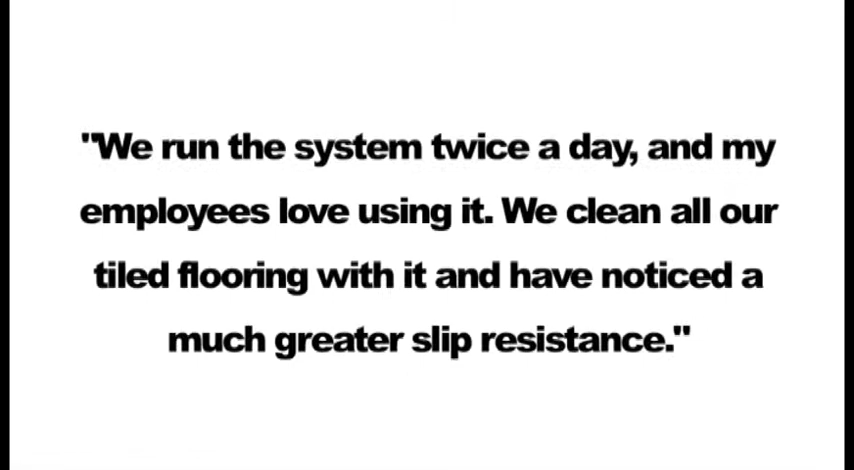 "We run the system twice a day, and my
employees love using it. We clean all our
tiled flooring with it and have noticed a
much greater slip resistance."